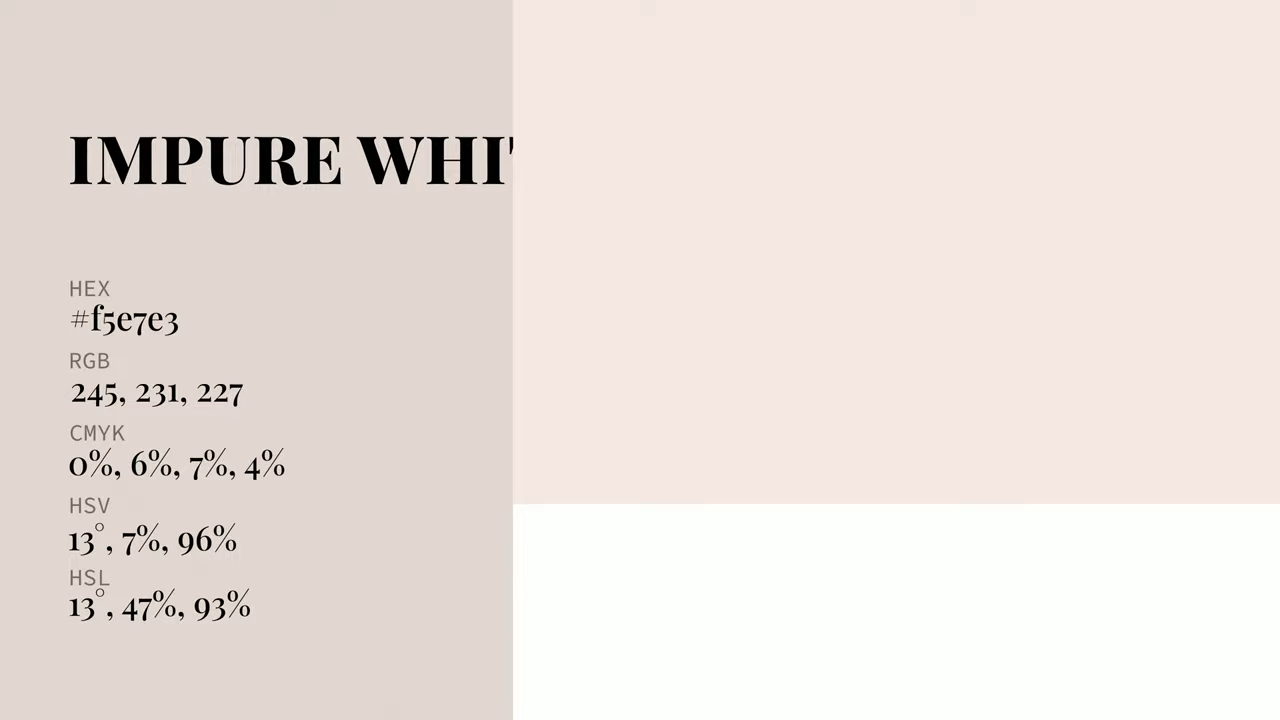 IMPURE WHI
HEX
#f5e7e3
RGB
245, 231, 227
CMYK
0%, 6%, 7%, 4%
HSV
13°, 7%, 96%
HSL
13°, 47%, 93%